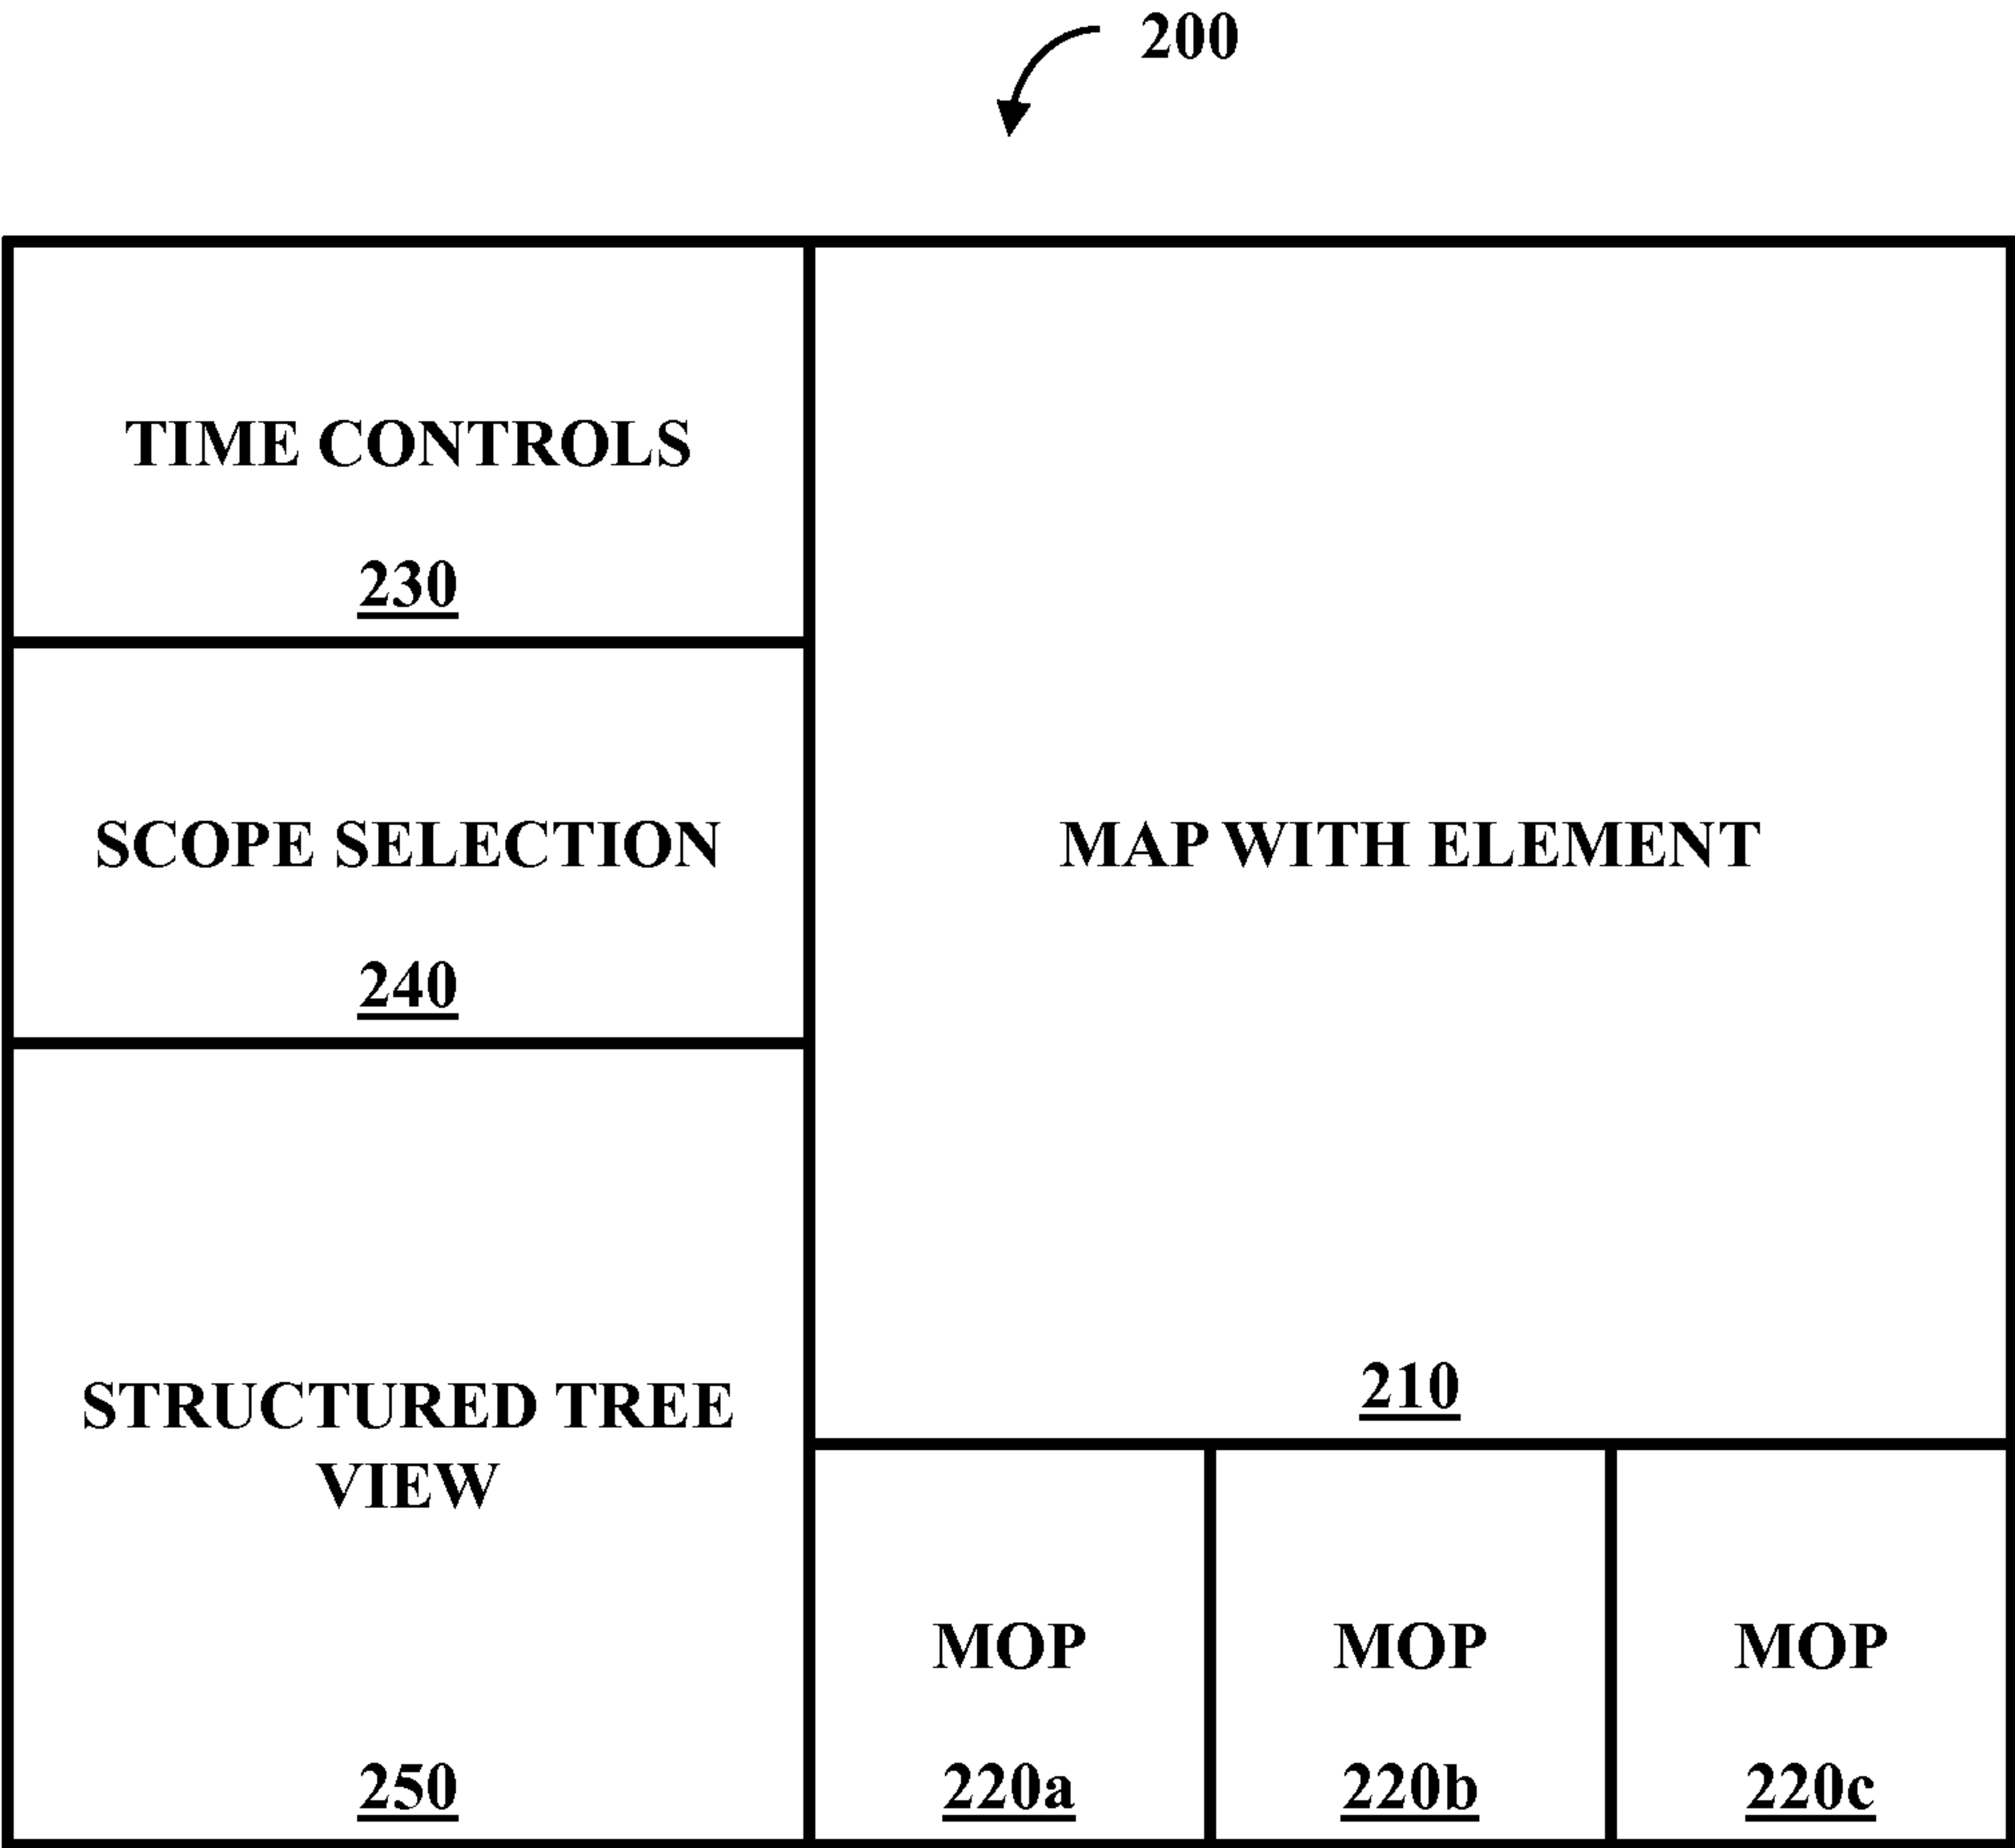 200
TIME CONTROLS
230
SCOPE SELECTION
240
STRUCTURED TREE
VIEW
250
MAP WITH ELEMENT
210
MOP
220a
MOP
220b
MOP
220c